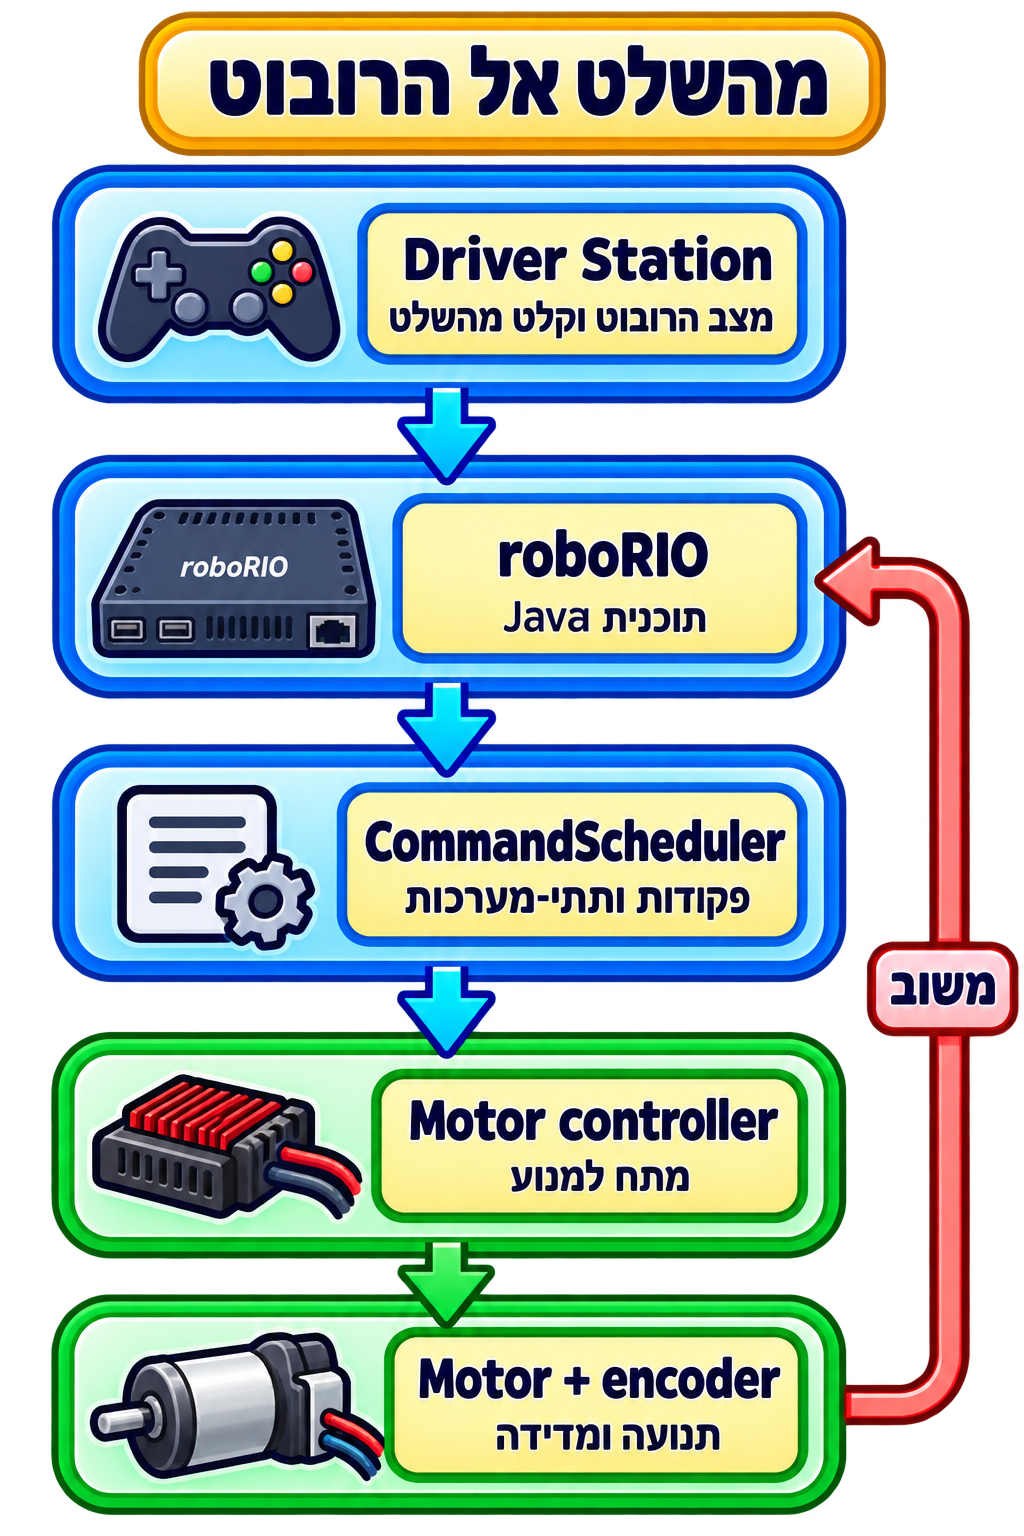 מהשלט אל הרובוט
Driver Station
מצב הרובוט וקלט מהשלט
roboRIO
roboRIO
תוכנית Java
CommandScheduler
פקודות ותתי-מערכות
משוב
Motor controller
מתח למנוע
Motor + encoder
תנועה ומדידה